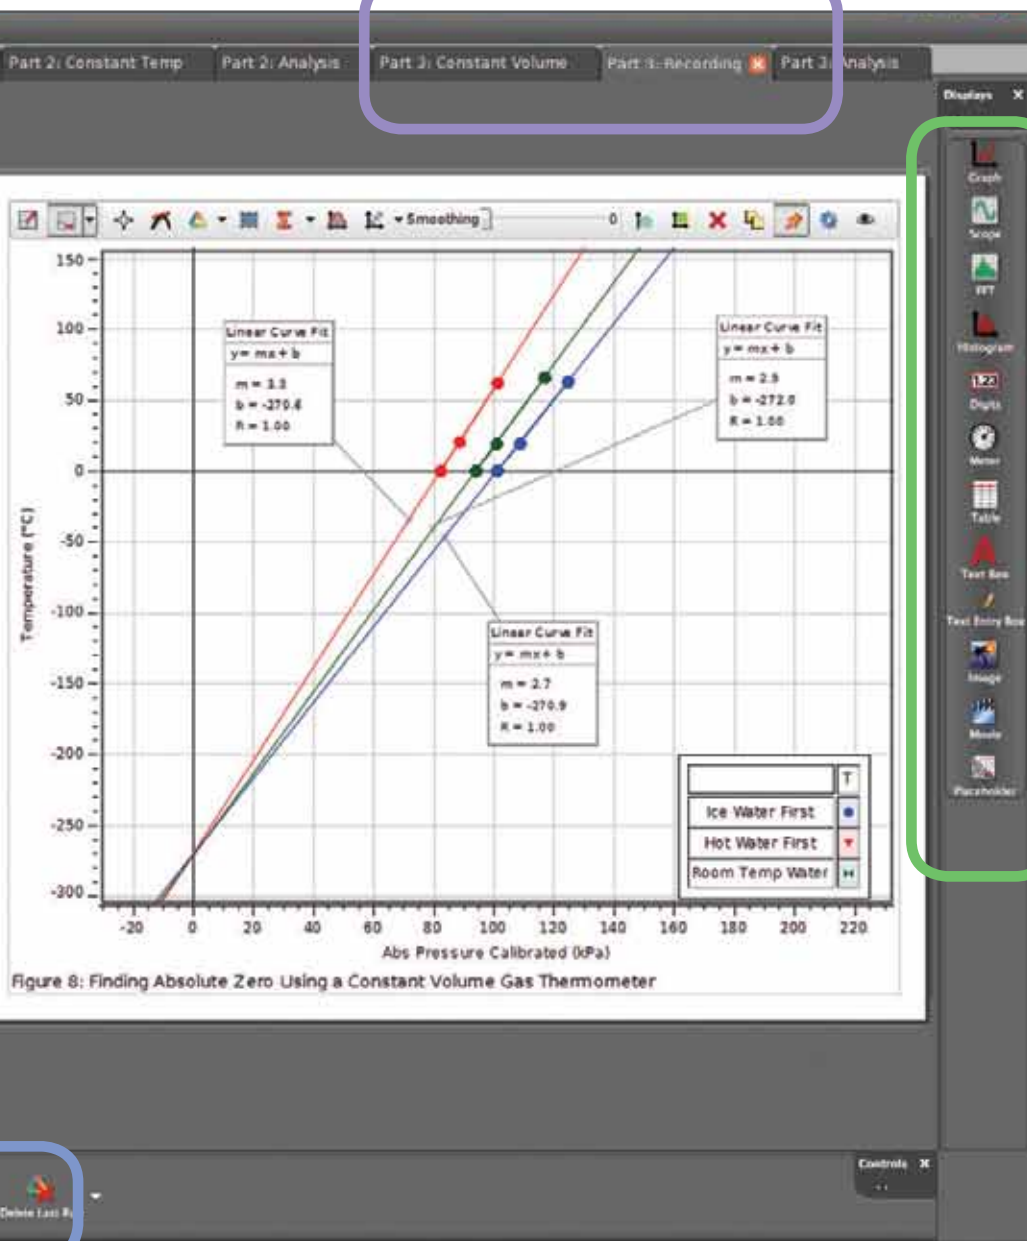 Part 2: Constant Temp
Part 2: Analysis
Part 3: Constant Volume
Part 3: Recording
Part 3: Analysis
Displays
Graph
Scope
FFT
Histogram
1.23
Digits
Meter
Table
Text Box
Text Entry Box
Image
Movie
Placeholder
Smoothing
0
150
100
50
0
-50
-100
-150
-200
-250
-300
Temperature (°C)
Linear Curve Fit
y = mx + b
m = 3.3
b = -270.6
R = 1.00
Linear Curve Fit
y = mx + b
m = 2.9
b = -272.0
R = 1.00
Linear Curve Fit
y = mx + b
m = 2.7
b = -270.9
R = 1.00
T
Ice Water First
Hot Water First
Room Temp Water
-20 0 20 40 60 80 100 120 140 160 180 200 220
Abs Pressure Calibrated (kPa)
Figure 8: Finding Absolute Zero Using a Constant Volume Gas Thermometer
Controls
Delete Last